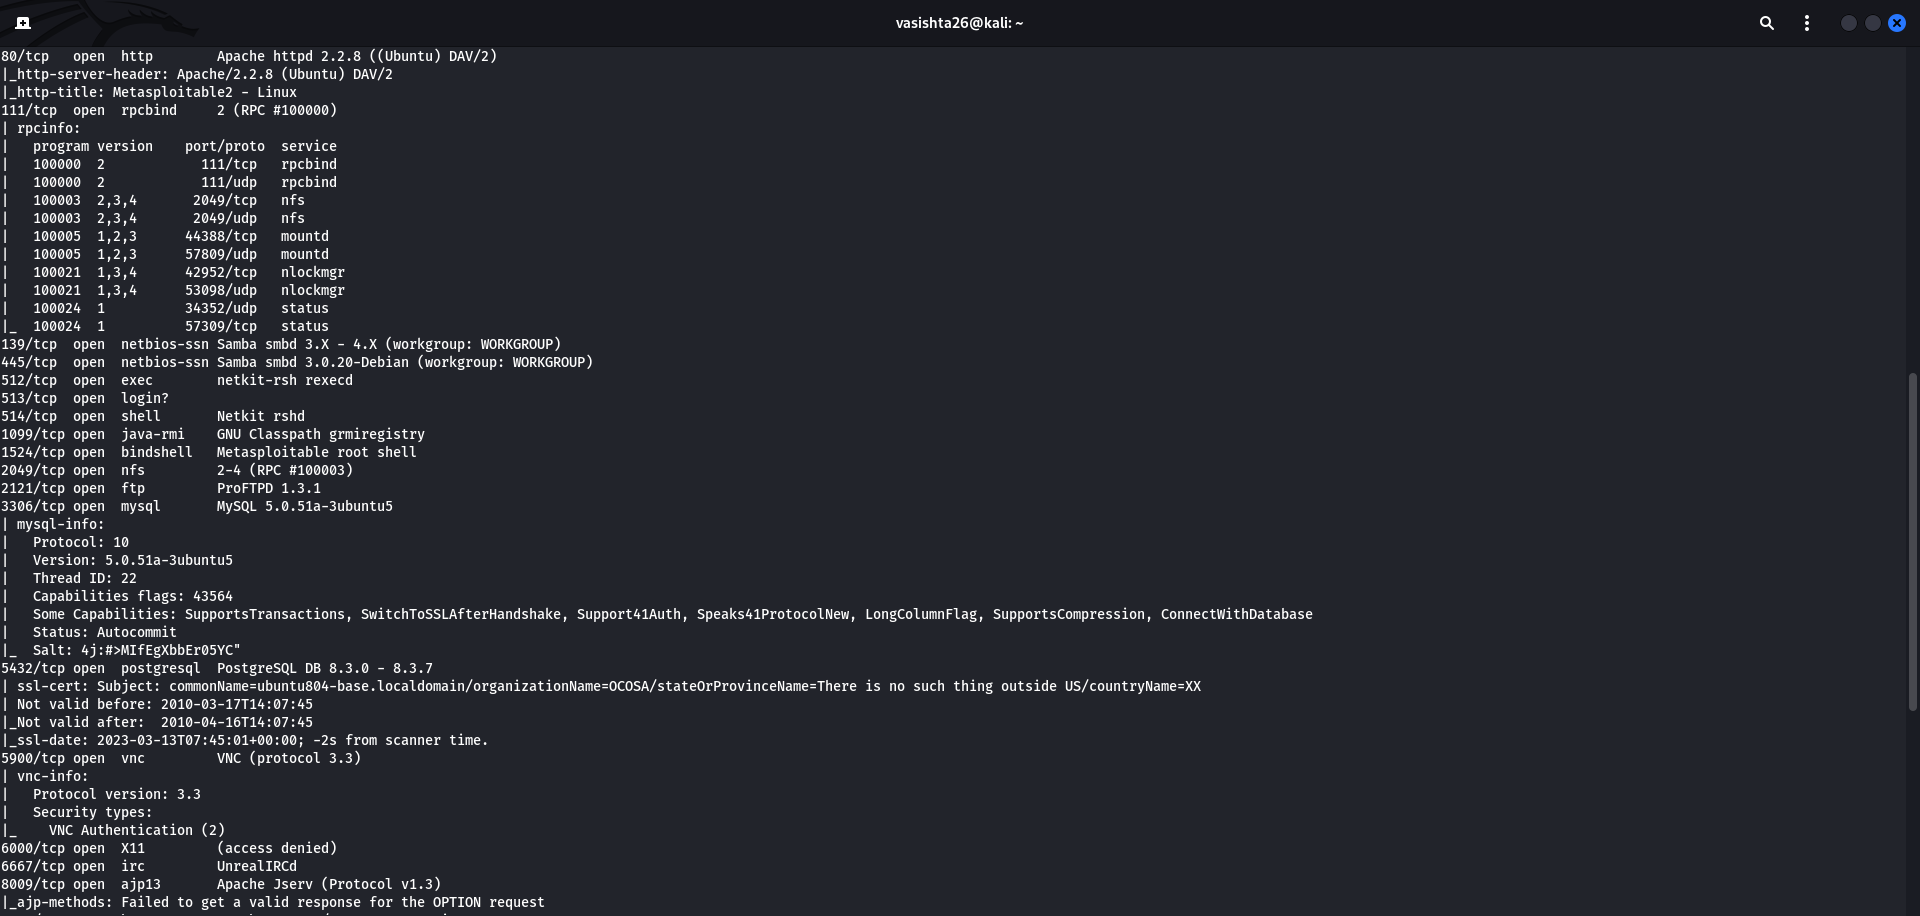 vasishta26@kali: ~
80/tcp   open  http        Apache httpd 2.2.8 ((Ubuntu) DAV/2)
|_http-server-header: Apache/2.2.8 (Ubuntu) DAV/2
|_http-title: Metasploitable2 - Linux
111/tcp  open  rpcbind     2 (RPC #100000)
| rpcinfo:
|   program version    port/proto  service
|   100000  2            111/tcp   rpcbind
|   100000  2            111/udp   rpcbind
|   100003  2,3,4       2049/tcp   nfs
|   100003  2,3,4       2049/udp   nfs
|   100005  1,2,3      44388/tcp   mountd
|   100005  1,2,3      57809/udp   mountd
|   100021  1,3,4      42952/tcp   nlockmgr
|   100021  1,3,4      53098/udp   nlockmgr
|   100024  1          34352/udp   status
|_  100024  1          57309/tcp   status
139/tcp  open  netbios-ssn Samba smbd 3.X - 4.X (workgroup: WORKGROUP)
445/tcp  open  netbios-ssn Samba smbd 3.0.20-Debian (workgroup: WORKGROUP)
512/tcp  open  exec        netkit-rsh rexecd
513/tcp  open  login?
514/tcp  open  shell       Netkit rshd
1099/tcp open  java-rmi    GNU Classpath grmiregistry
1524/tcp open  bindshell   Metasploitable root shell
2049/tcp open  nfs         2-4 (RPC #100003)
2121/tcp open  ftp         ProFTPD 1.3.1
3306/tcp open  mysql       MySQL 5.0.51a-3ubuntu5
| mysql-info:
|   Protocol: 10
|   Version: 5.0.51a-3ubuntu5
|   Thread ID: 22
|   Capabilities flags: 43564
|   Some Capabilities: SupportsTransactions, SwitchToSSLAfterHandshake, Support41Auth, Speaks41ProtocolNew, LongColumnFlag, SupportsCompression, ConnectWithDatabase
|   Status: Autocommit
|_  Salt: 4j:#>MIfEgXbbEr05YC"
5432/tcp open  postgresql  PostgreSQL DB 8.3.0 - 8.3.7
| ssl-cert: Subject: commonName=ubuntu804-base.localdomain/organizationName=OCOSA/stateOrProvinceName=There is no such thing outside US/countryName=XX
| Not valid before: 2010-03-17T14:07:45
|_Not valid after:  2010-04-16T14:07:45
|_ssl-date: 2023-03-13T07:45:01+00:00; -2s from scanner time.
5900/tcp open  vnc         VNC (protocol 3.3)
| vnc-info:
|   Protocol version: 3.3
|   Security types:
|_    VNC Authentication (2)
6000/tcp open  X11         (access denied)
6667/tcp open  irc         UnrealIRCd
8009/tcp open  ajp13       Apache Jserv (Protocol v1.3)
|_ajp-methods: Failed to get a valid response for the OPTION request